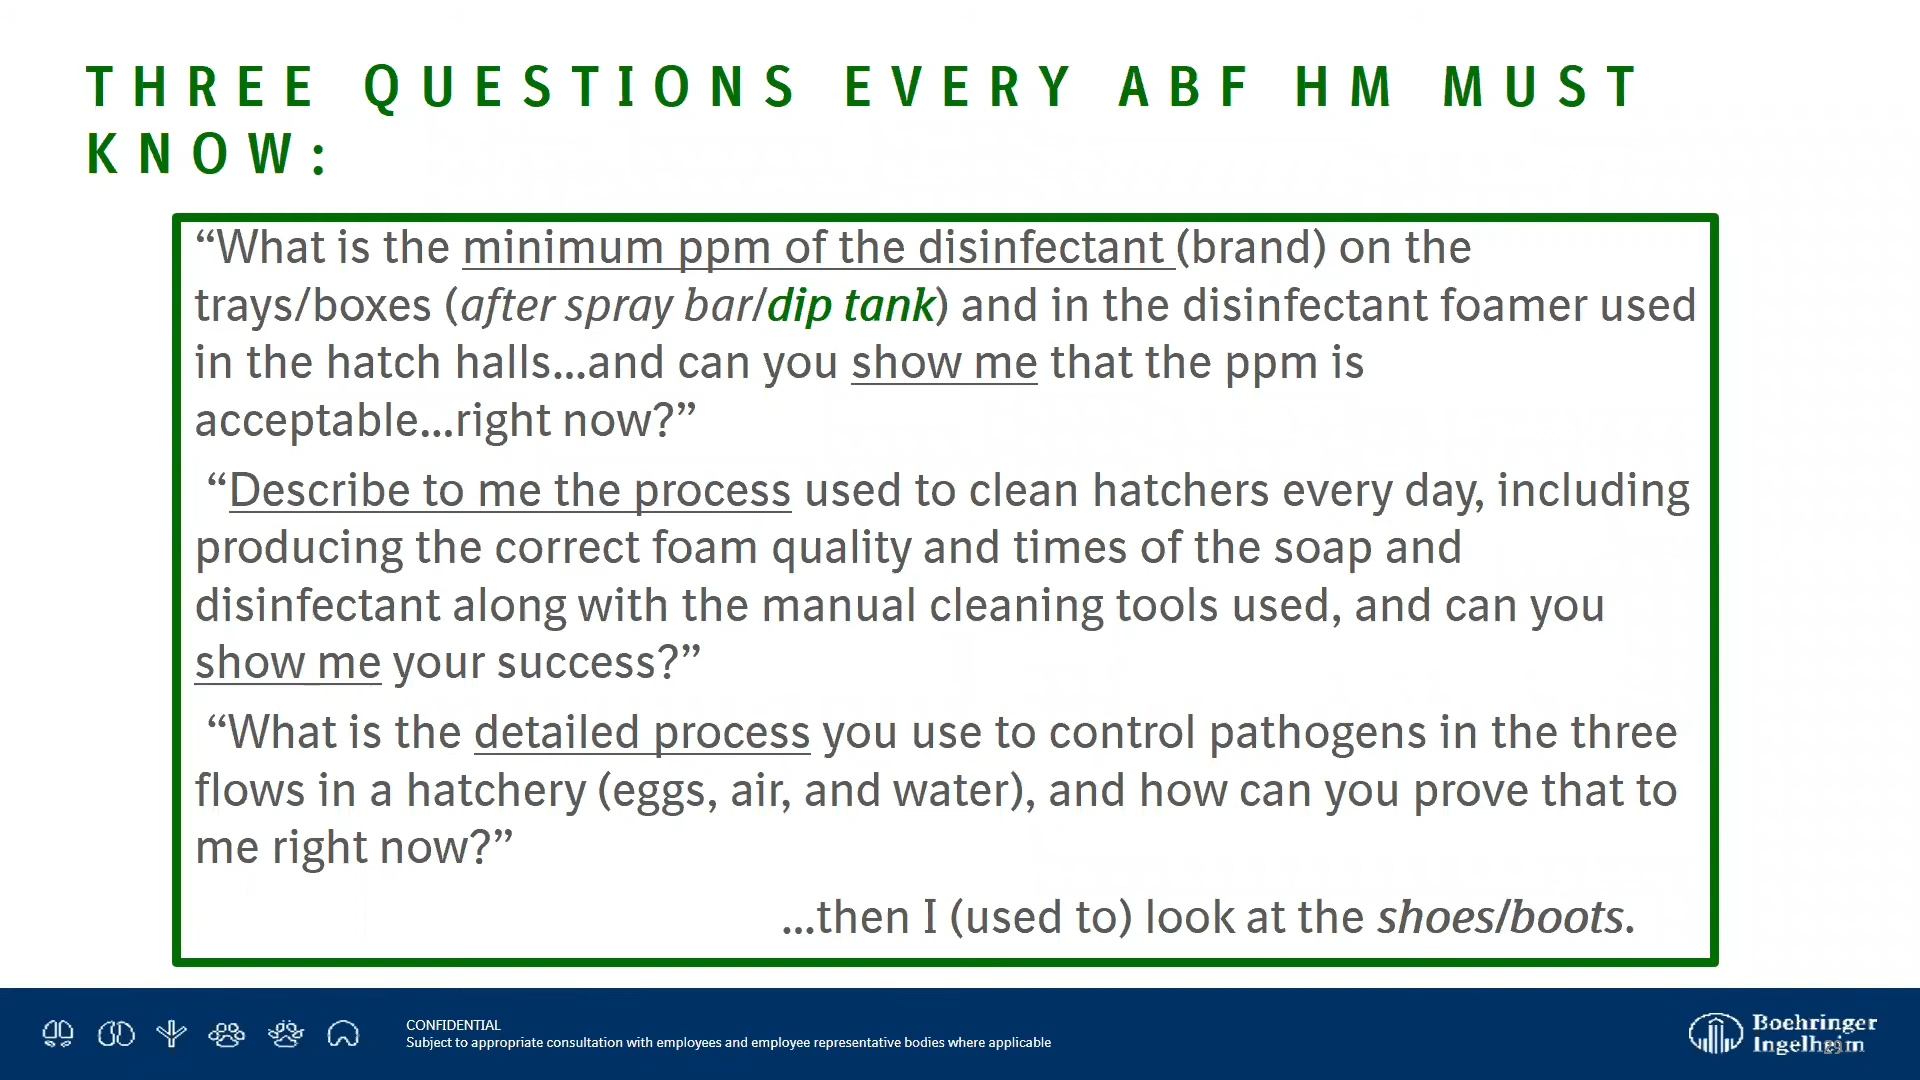 THREE QUESTIONS EVERY ABF HM MUST
KNOW:
“What is the minimum ppm of the disinfectant (brand) on the
trays/boxes (after spray bar/dip tank) and in the disinfectant foamer used
in the hatch halls…and can you show me that the ppm is
acceptable…right now?”
“Describe to me the process used to clean hatchers every day, including
producing the correct foam quality and times of the soap and
disinfectant along with the manual cleaning tools used, and can you
show me your success?”
“What is the detailed process you use to control pathogens in the three
flows in a hatchery (eggs, air, and water), and how can you prove that to
me right now?”
…then I (used to) look at the shoes/boots.
CONFIDENTIAL
Subject to appropriate consultation with employees and employee representative bodies where applicable
Boehringer
Ingelheim
29